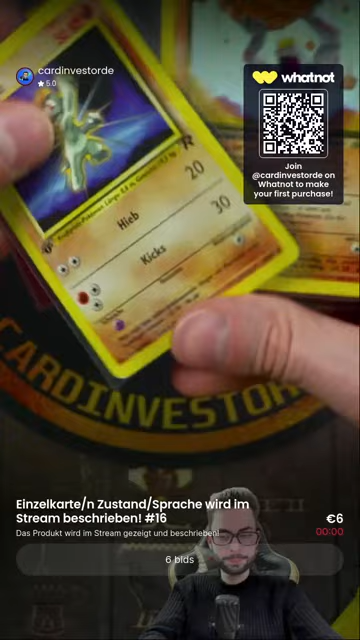 cardinvestorde
5.0
whatnot
Join
@cardinvestorde on
Whatnot to make
your first purchase!
R
Hieb
20
Kicks
30
CARDINVESTOR
Einzelkarte/n Zustand/Sprache wird im
Stream beschrieben! #16
€6
Das Produkt wird im Stream gezeigt und beschrieben!
00:00
6 bids